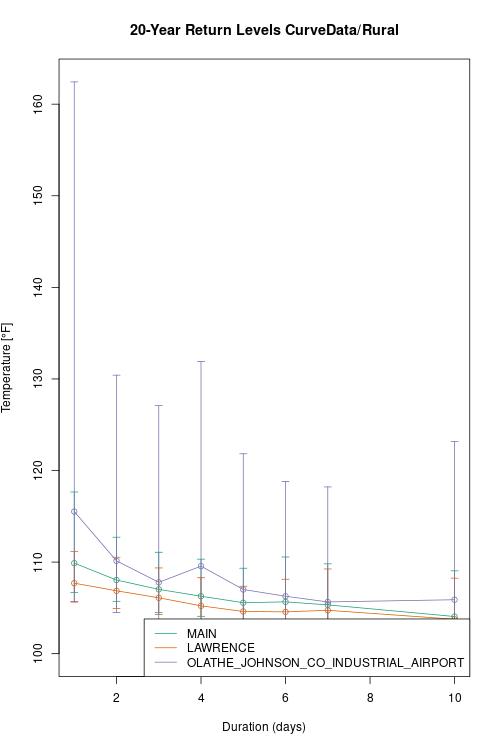 20-Year Return Levels CurveData/Rural
Temperature [°F]
160
150
140
130
120
110
100
MAIN
LAWRENCE
OLATHE_JOHNSON_CO_INDUSTRIAL_AIRPORT
2 4 6 8 10
Duration (days)